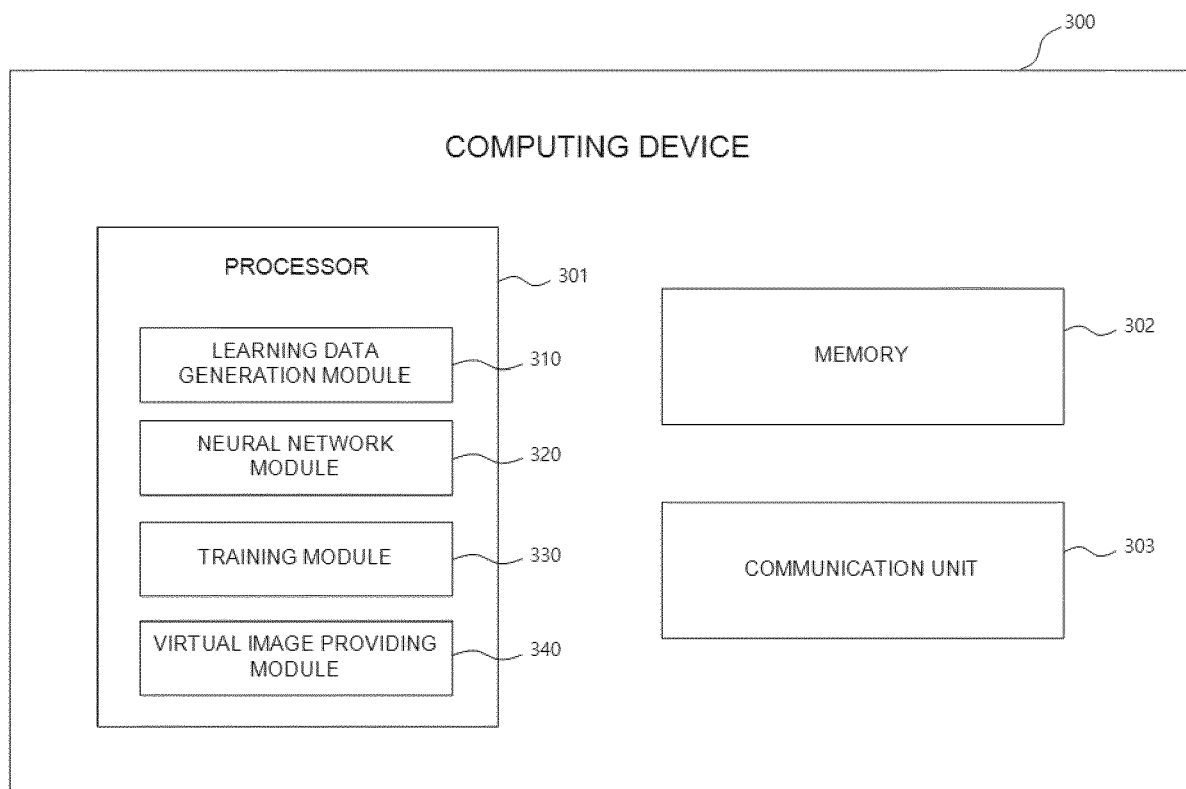 300
COMPUTING DEVICE
PROCESSOR
301
LEARNING DATA
GENERATION MODULE
310
NEURAL NETWORK
MODULE
320
TRAINING MODULE
330
VIRTUAL IMAGE PROVIDING
MODULE
340
MEMORY
302
COMMUNICATION UNIT
303